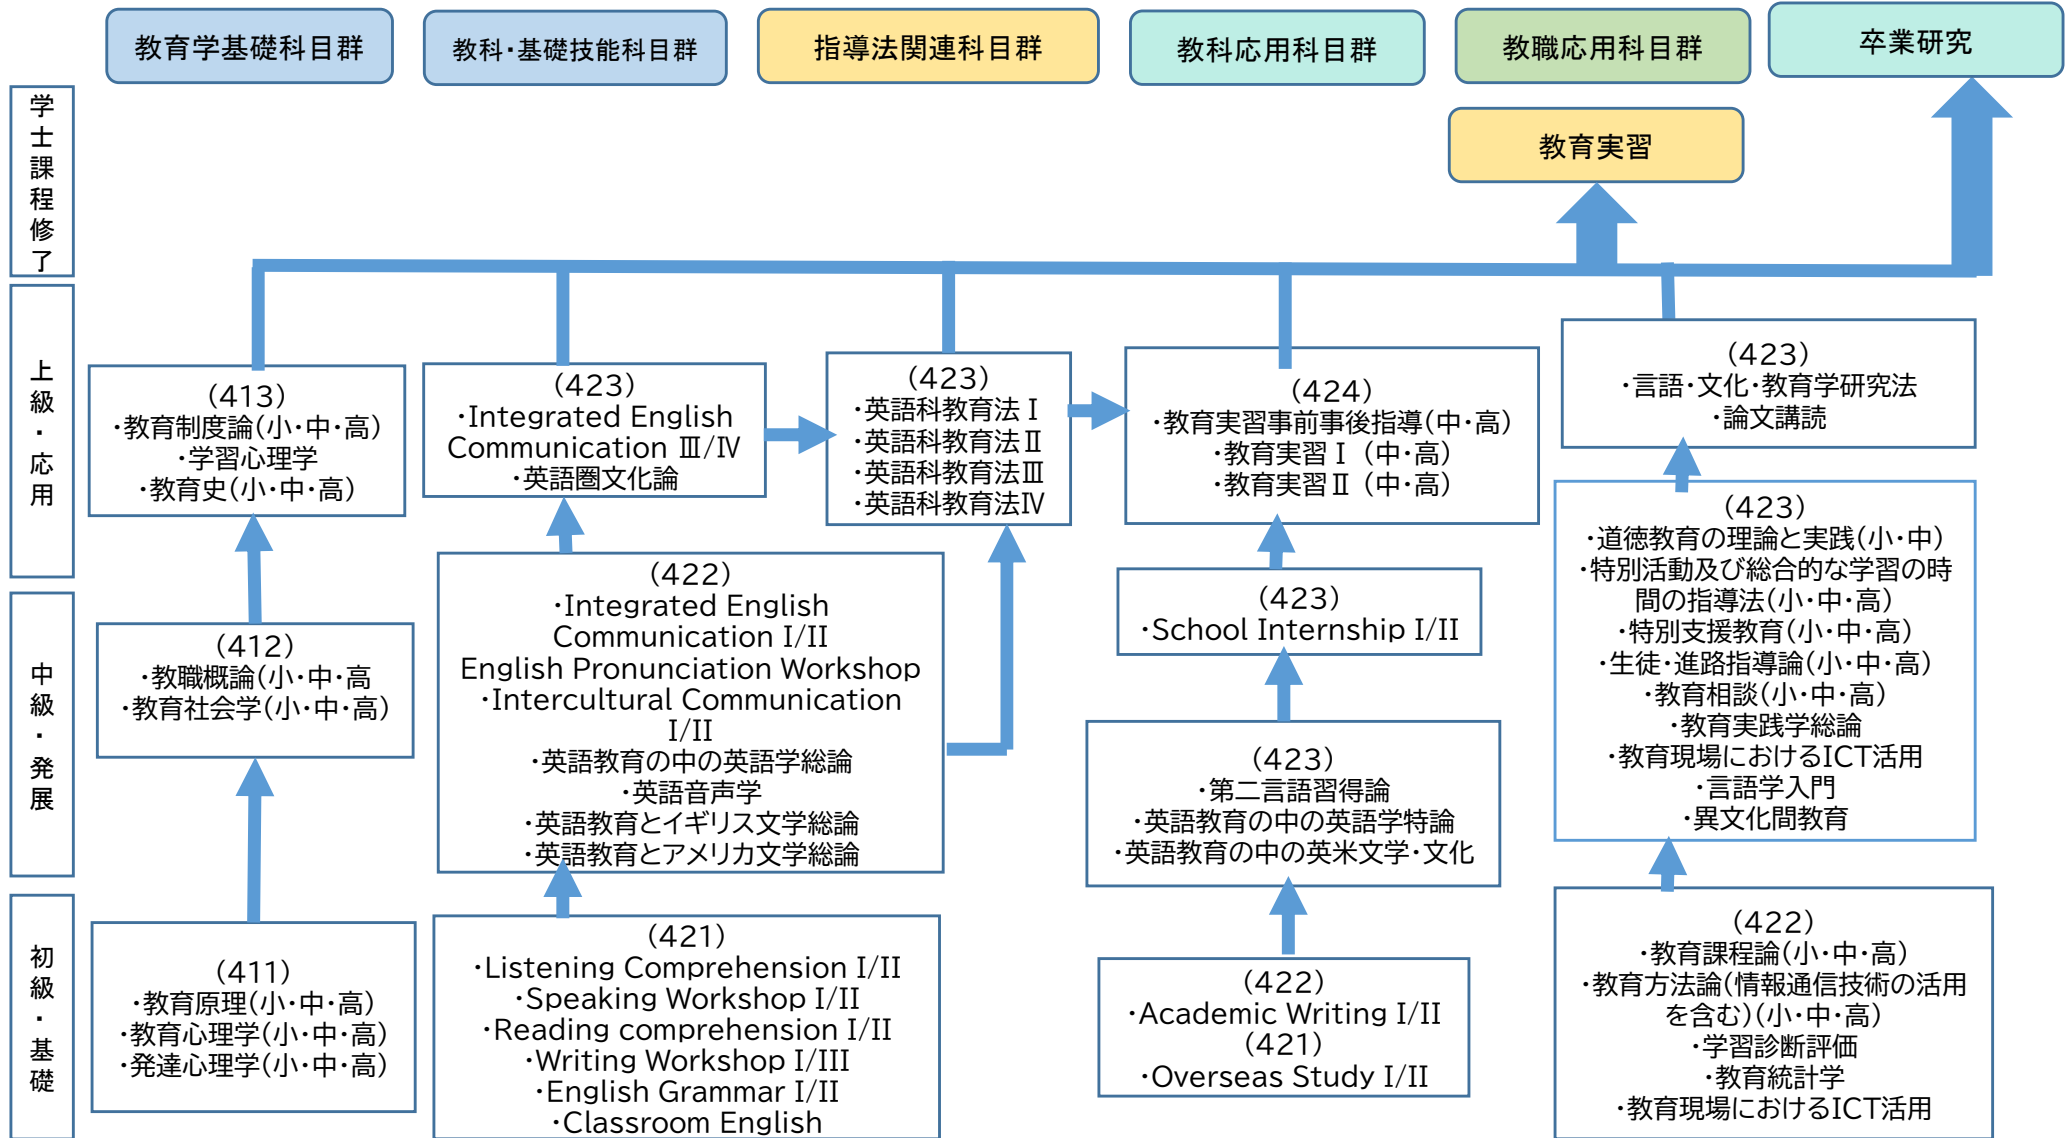 教育学基礎科目群
教科・基礎技能科目群
指導法関連科目群
教科応用科目群
教職応用科目群
卒業研究
教育実習
学士課程修了
上級・応用
中級・発展
初級・基礎
(413)
・教育制度論(小・中・高)
・学習心理学
・教育史(小・中・高)
(412)
・教職概論(小・中・高
・教育社会学(小・中・高)
(411)
・教育原理(小・中・高)
・教育心理学(小・中・高)
・発達心理学(小・中・高)
(423)
・Integrated English
Communication Ⅲ/Ⅳ
・英語圏文化論
(422)
・Integrated English
Communication I/II
English Pronunciation Workshop
・Intercultural Communication
I/II
・英語教育の中の英語学総論
・英語音声学
・英語教育とイギリス文学総論
・英語教育とアメリカ文学総論
(421)
・Listening Comprehension I/II
・Speaking Workshop I/II
・Reading comprehension I/II
・Writing Workshop I/III
・English Grammar I/II
・Classroom English
(423)
・英語科教育法Ⅰ
・英語科教育法Ⅱ
・英語科教育法Ⅲ
・英語科教育法Ⅳ
(424)
・教育実習事前事後指導(中・高)
・教育実習Ⅰ (中・高)
・教育実習Ⅱ (中・高)
(423)
・School Internship I/II
(423)
・第二言語習得論
・英語教育の中の英語学特論
・英語教育の中の英米文学・文化
(422)
・Academic Writing I/II
(421)
・Overseas Study I/II
(423)
・言語・文化・教育学研究法
・論文講読
(423)
・道徳教育の理論と実践(小・中)
・特別活動及び総合的な学習の時
間の指導法(小・中・高)
・特別支援教育(小・中・高)
・生徒・進路指導論(小・中・高)
・教育相談(小・中・高)
・教育実践学総論
・教育現場におけるICT活用
・言語学入門
・異文化間教育
(422)
・教育課程論(小・中・高)
・教育方法論(情報通信技術の活用
を含む)(小・中・高)
・学習診断評価
・教育統計学
・教育現場におけるICT活用